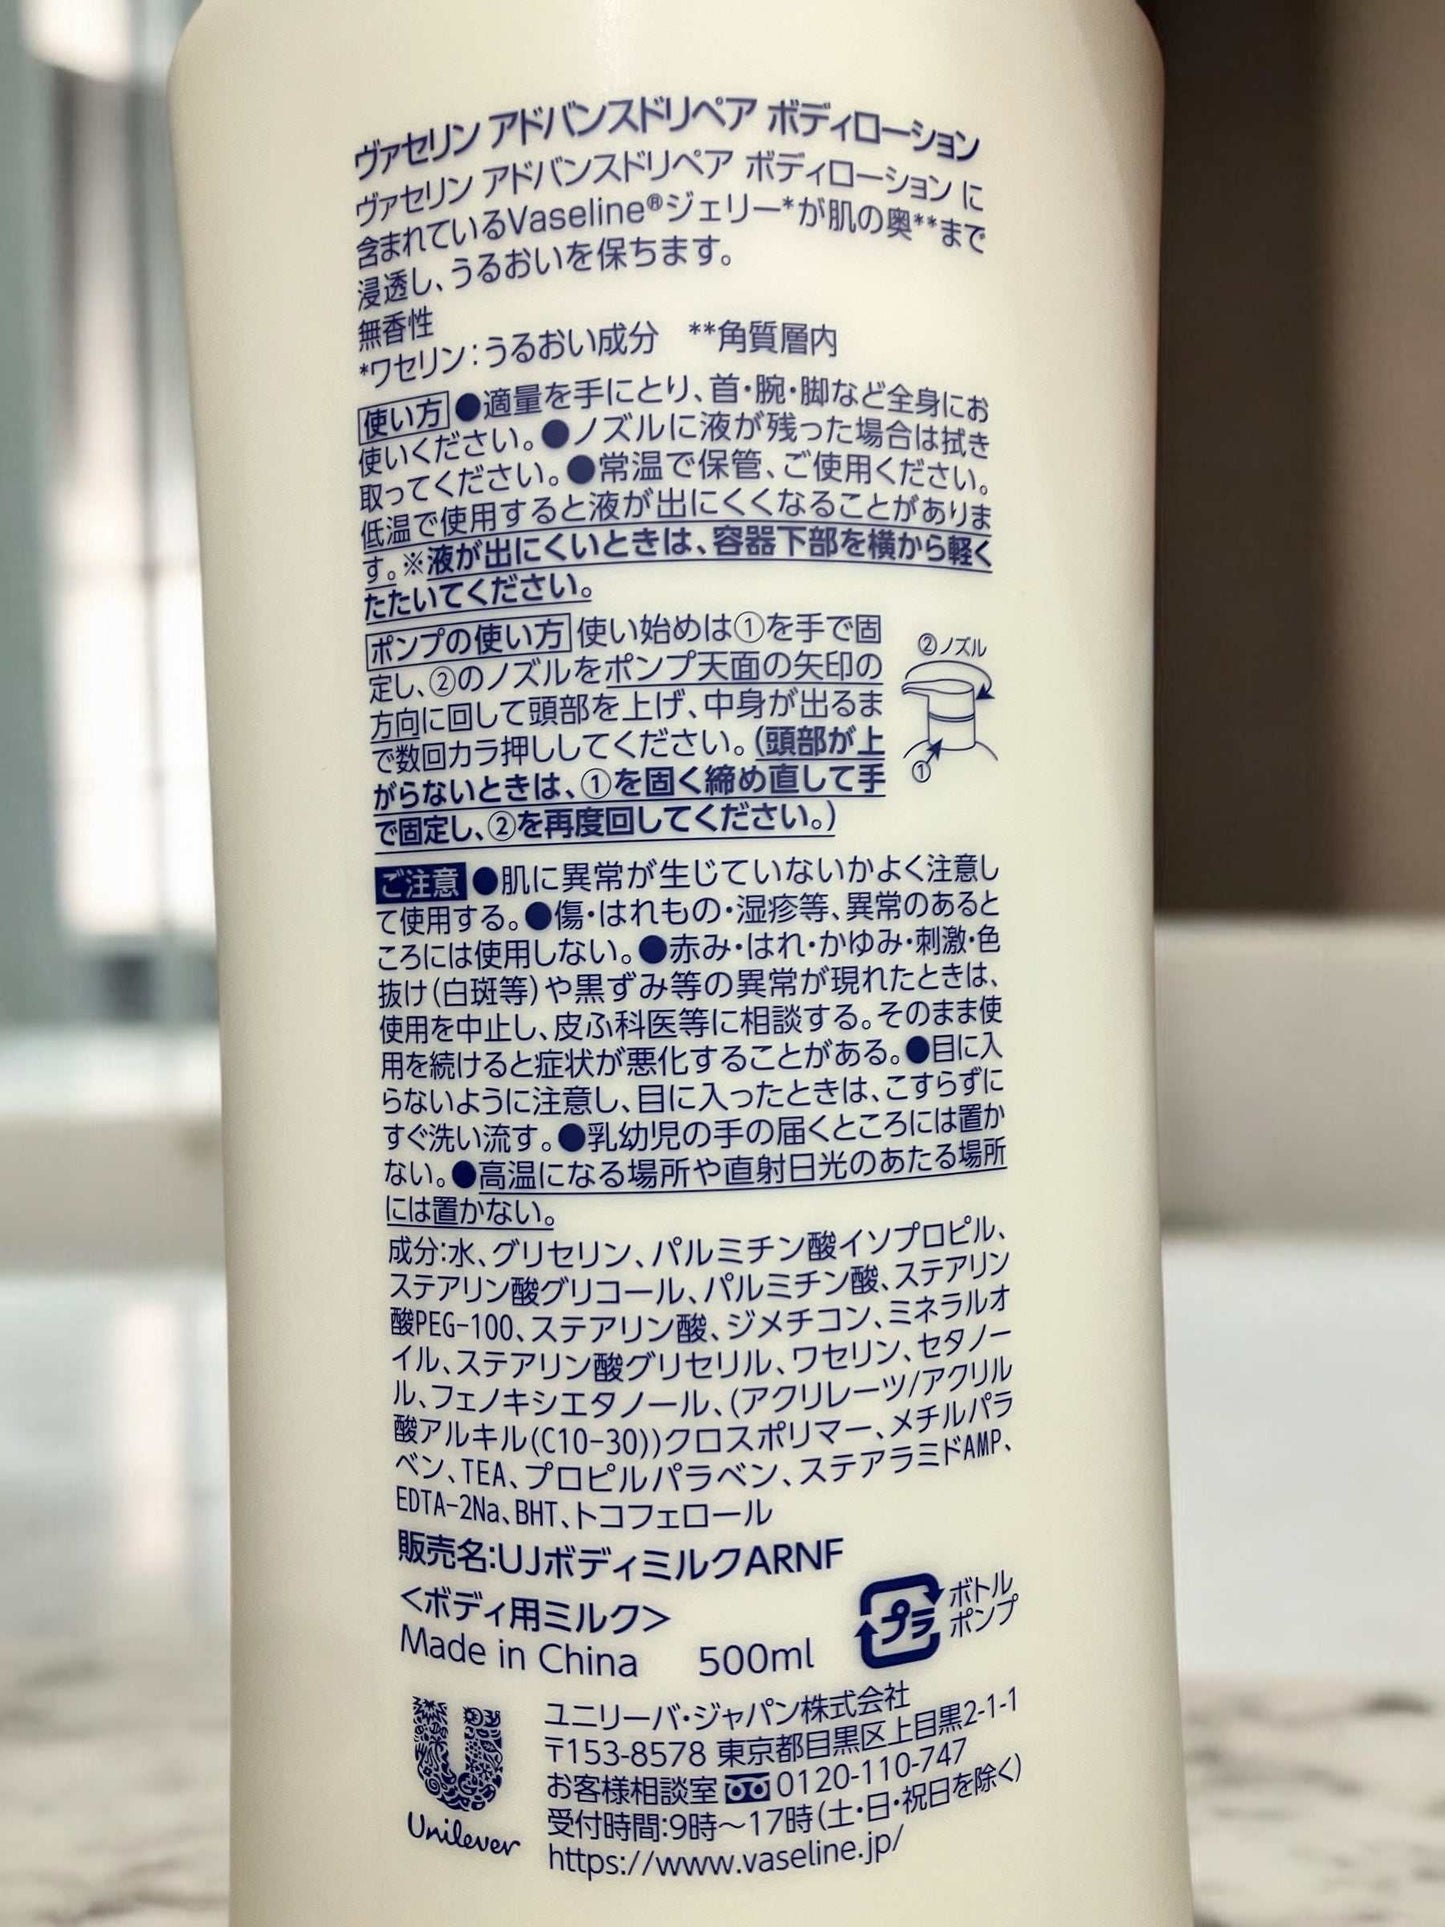 ヴァセリン アドバンスドリペア ボディローション
ヴァセリン アドバンスドリペア ボディローション に
含まれているVaseline®ジェリー*が肌の奥**まで
浸透し、うるおいを保ちます。
無香性
*ワセリン：うるおい成分　**角質層内
使い方 ●適量を手にとり、首・腕・脚など全身にお
使いください。●ノズルに液が残った場合は拭き
取ってください。●常温で保管、ご使用ください。
低温で使用すると液が出にくくなることがありま
す。※液が出にくいときは、容器下部を横から軽く
たたいてください。
ポンプの使い方 使い始めは①を手で固
定し、②のノズルをポンプ天面の矢印の
方向に回して頭部を上げ、中身が出るま
で数回カラ押ししてください。(頭部が上
がらないときは、①を固く締め直して手
で固定し、②を再度回してください。)
②ノズル
①
ご注意 ●肌に異常が生じていないかよく注意し
て使用する。●傷・はれもの・湿疹等、異常のあると
ころには使用しない。●赤み・はれ・かゆみ・刺激・色
抜け(白斑等)や黒ずみ等の異常が現れたときは、
使用を中止し、皮ふ科医等に相談する。そのまま使
用を続けると症状が悪化することがある。●目に入
らないように注意し、目に入ったときは、こすらずに
すぐ洗い流す。●乳幼児の手の届くところには置か
ない。●高温になる場所や直射日光のあたる場所
には置かない。
成分：水、グリセリン、パルミチン酸イソプロピル、
ステアリン酸グリコール、パルミチン酸、ステアリン
酸PEG-100、ステアリン酸、ジメチコン、ミネラルオ
イル、ステアリン酸グリセリル、ワセリン、セタノー
ル、フェノキシエタノール、(アクリレーツ/アクリル
酸アルキル(C10-30))クロスポリマー、メチルパラ
ベン、TEA、プロピルパラベン、ステアラミドAMP、
EDTA-2Na、BHT、トコフェロール
販売名：UJボディミルクARNF
<ボディ用ミルク>
Made in China　500ml
プラ
ボトル
ポンプ
Unilever
ユニリーバ・ジャパン株式会社
〒153-8578 東京都目黒区上目黒2-1-1
お客様相談室 0120-110-747
受付時間：9時～17時(土・日・祝日を除く)
https://www.vaseline.jp/